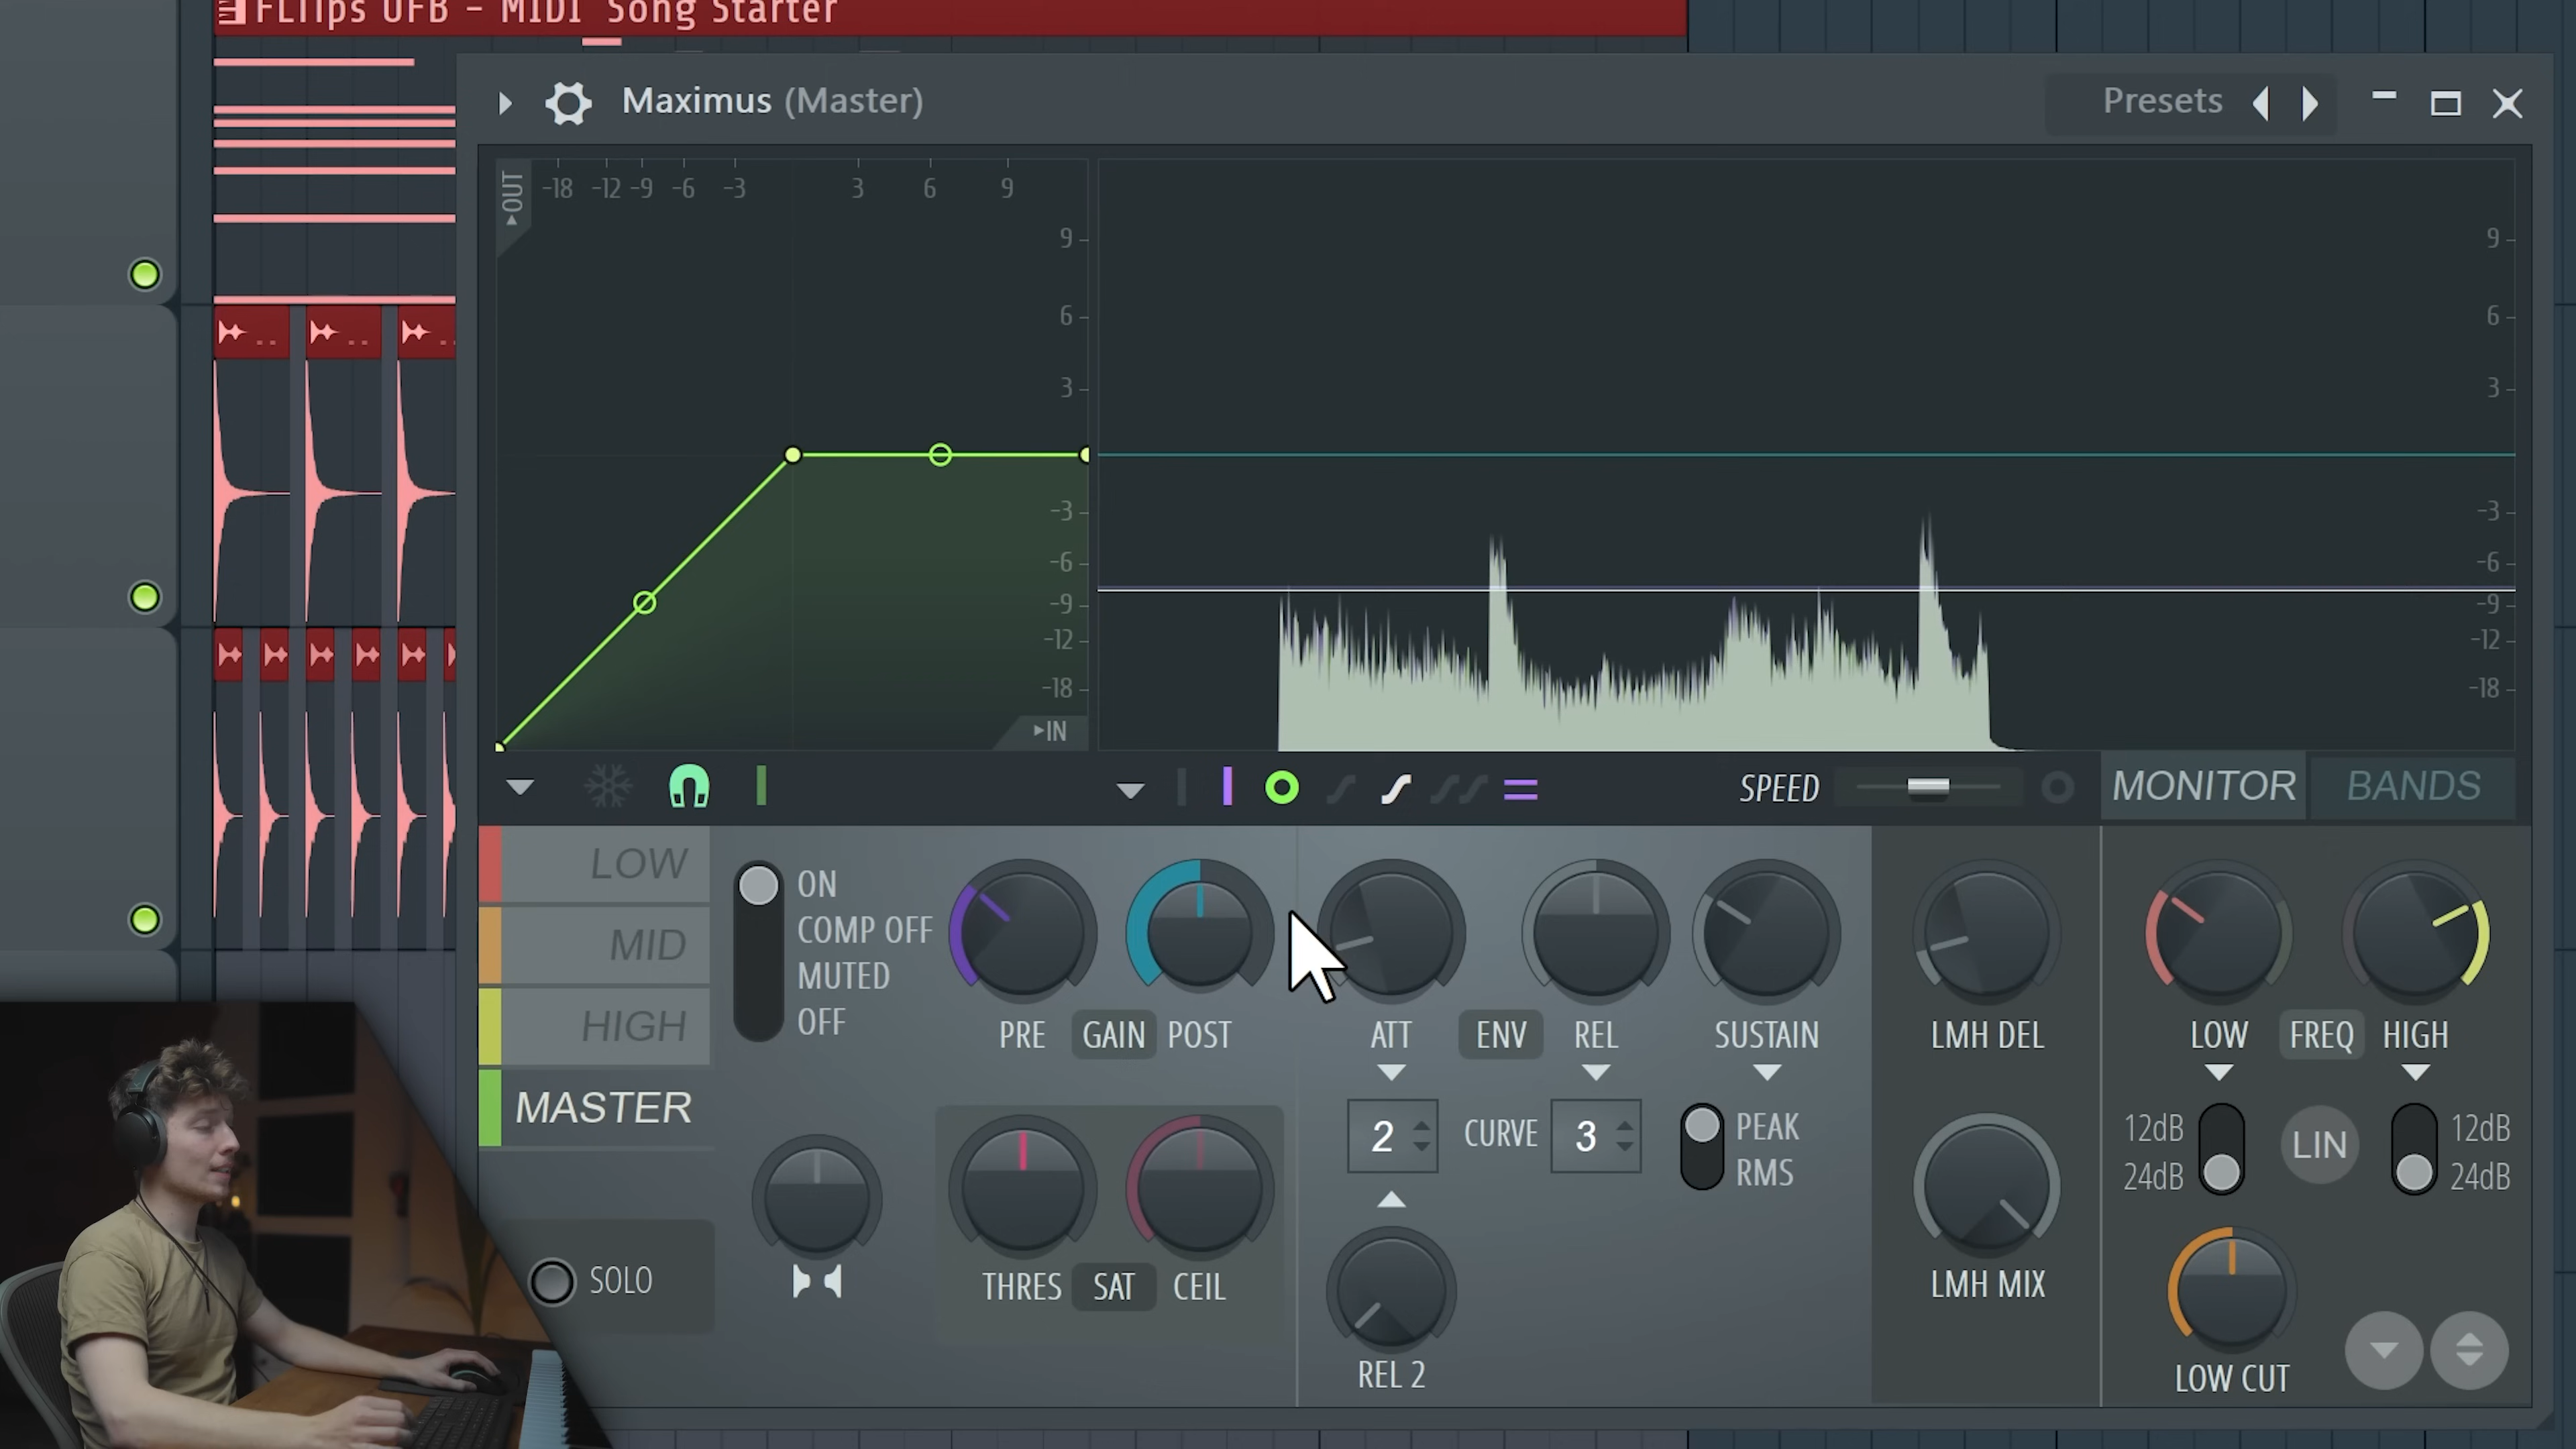 FLTips UFB - MIDI Song Starter
Maximus (Master)
Presets
OUT
-18 -12 -9 -6 -3 3 6 9
9
6
3
-3
-6
-9
-12
-18
IN
9
6
3
-3
-6
-9
-12
-18
SPEED
MONITOR
BANDS
LOW
MID
HIGH
MASTER
SOLO
ON
COMP OFF
MUTED
OFF
PRE GAIN POST
THRES SAT CEIL
ATT ENV REL
SUSTAIN
2 CURVE 3
PEAK
RMS
REL 2
LMH DEL
LMH MIX
LOW FREQ HIGH
12dB
24dB
LIN
12dB
24dB
LOW CUT